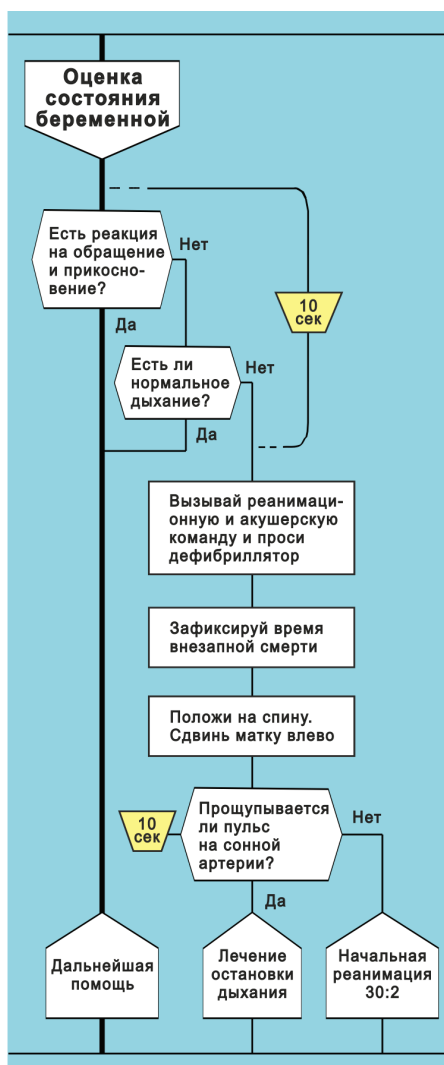 Оценка
состояния
беременной
Есть реакция
на обращение
и прикосно-
вение?
Нет
Да
10
сек
Есть ли
нормальное
дыхание?
Нет
Да
Вызывай реанимаци-
онную и акушерскую
команду и проси
дефибриллятор
Зафиксируй время
внезапной смерти
Положи на спину.
Сдвинь матку влево
10
сек
Прощупывается
ли пульс
на сонной
артерии?
Нет
Да
Дальнейшая
помощь
Лечение
остановки
дыхания
Начальная
реанимация
30:2